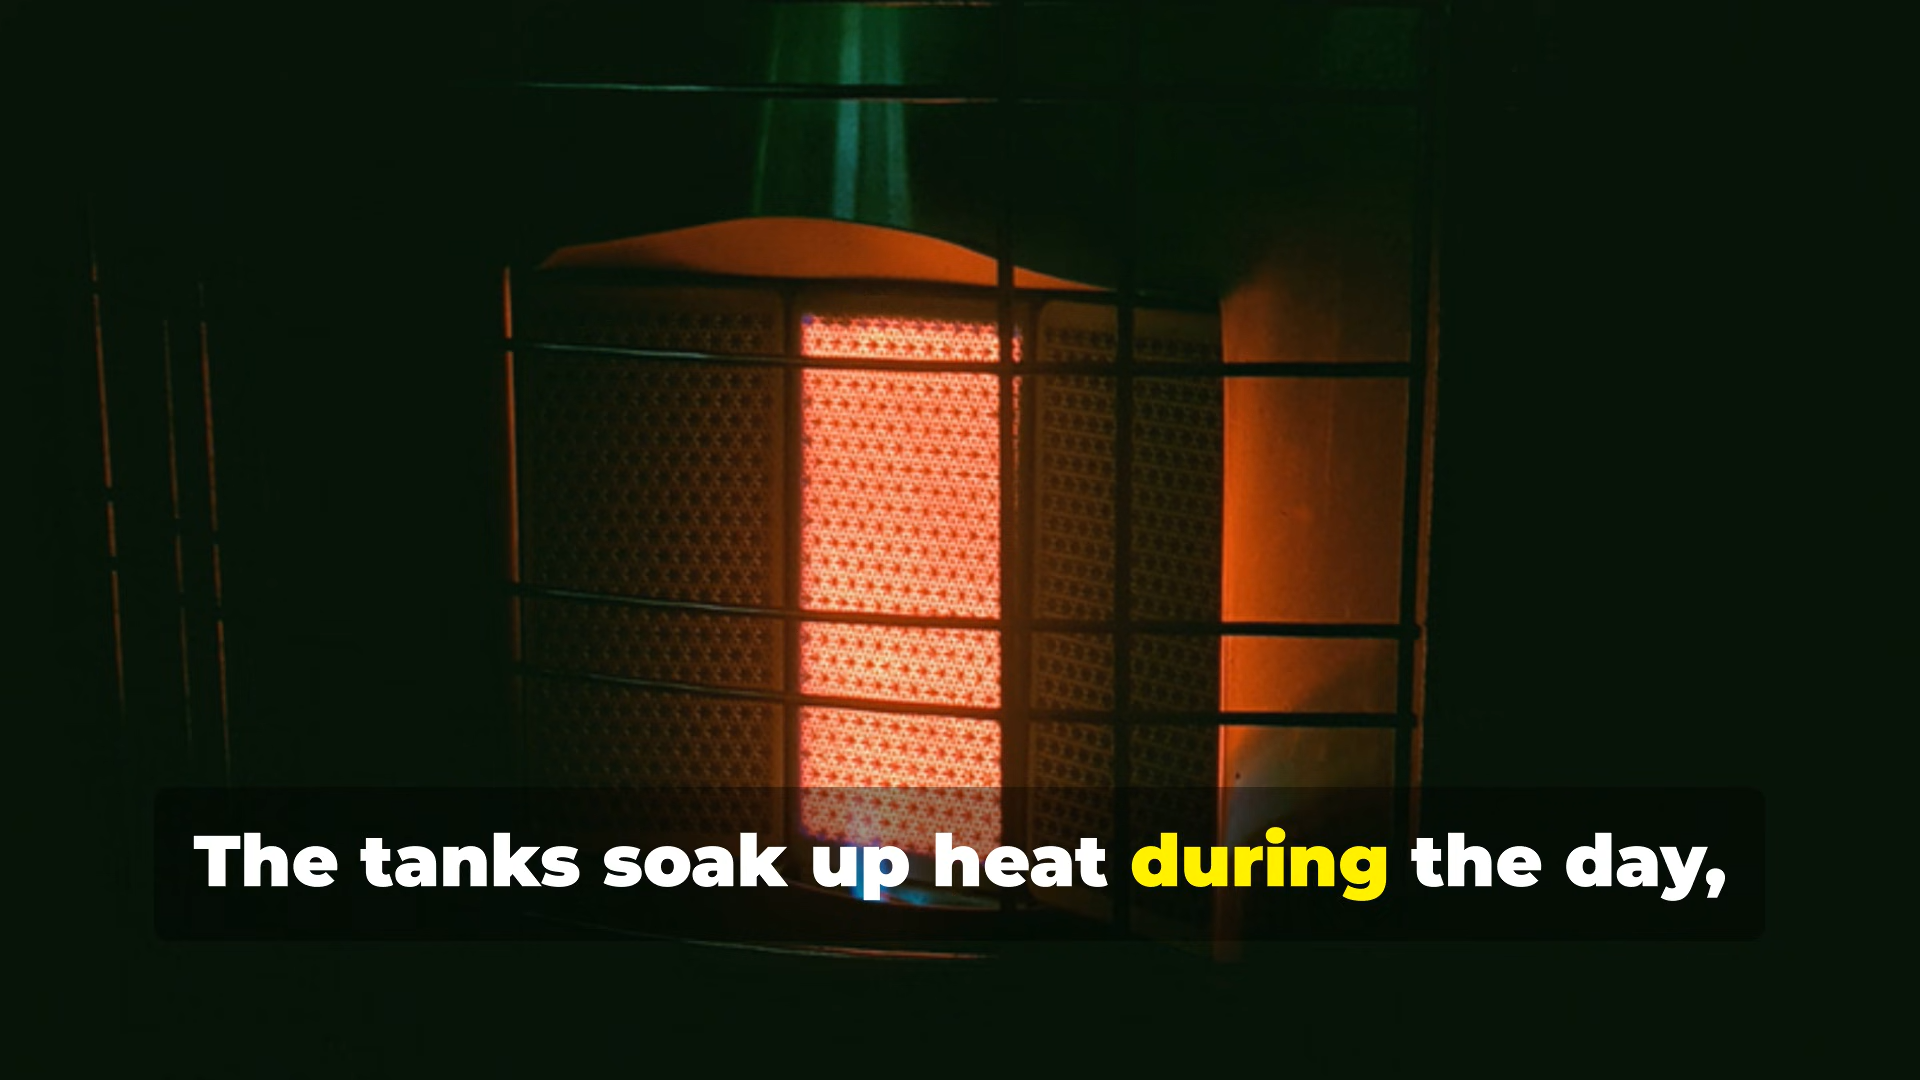 The tanks soak up heat during the day,